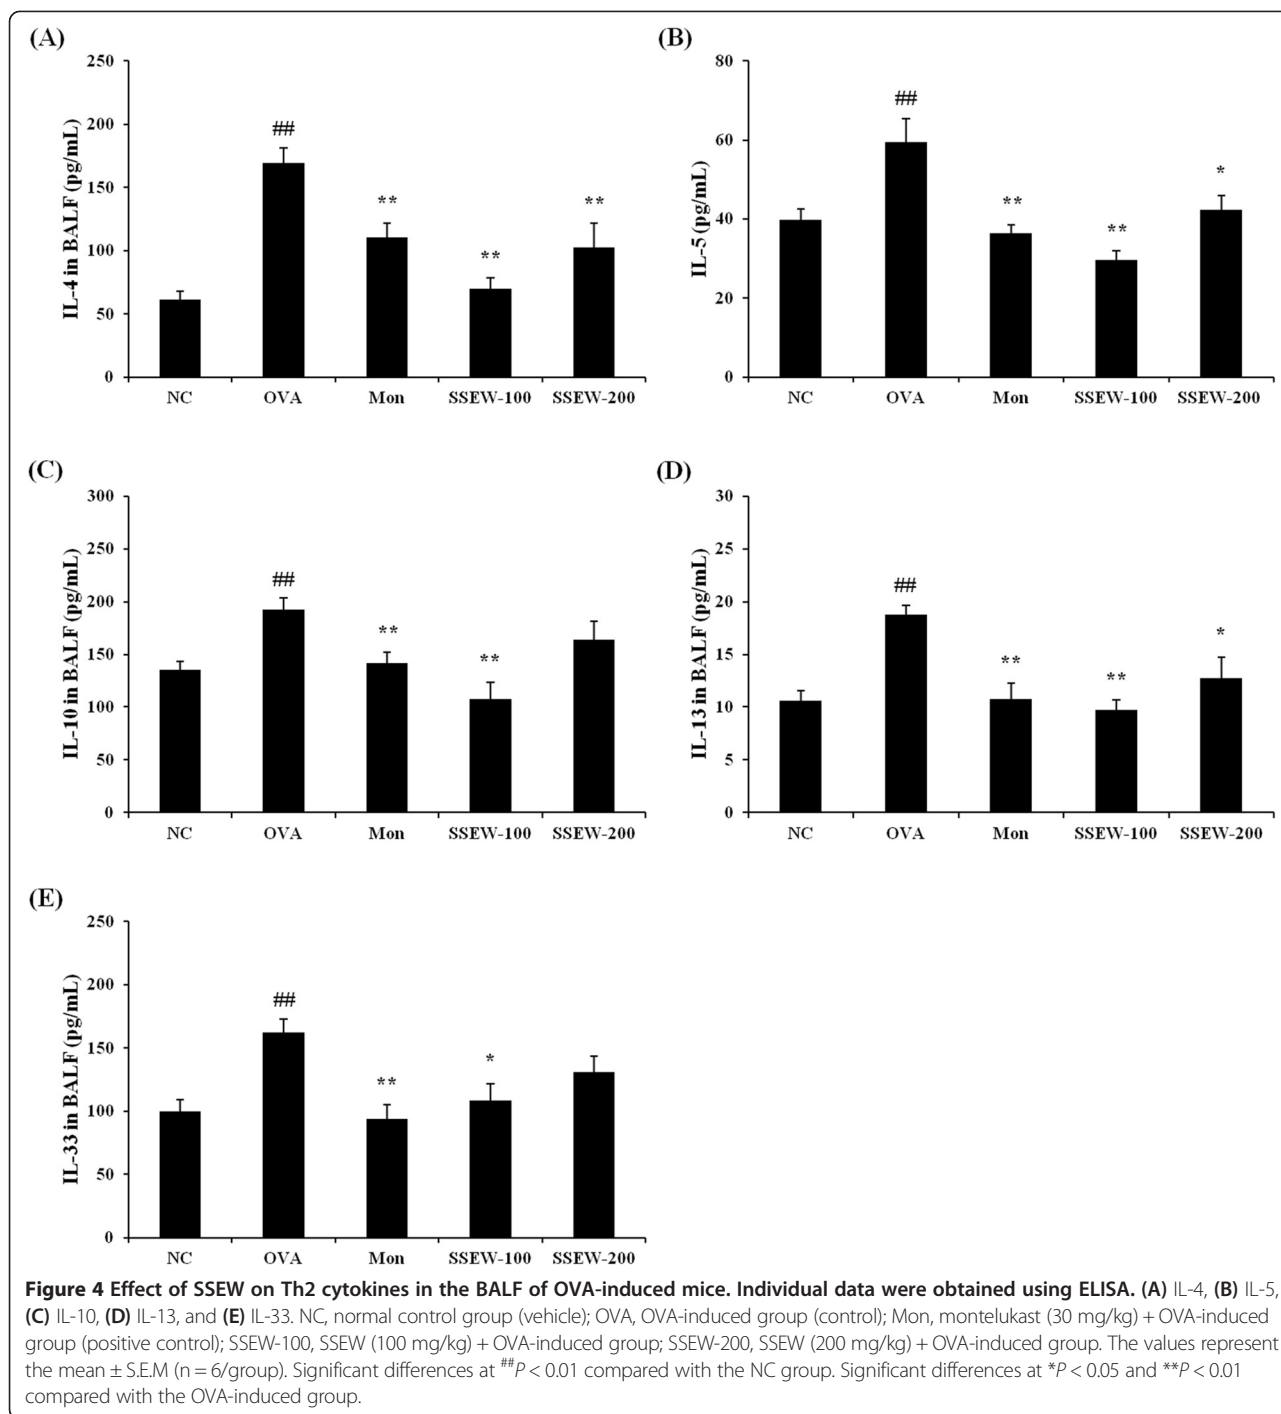 (A)
250
200
150
100
50
0
IL-4 in BALF (pg/mL)
##
**
**
**
NC OVA Mon SSEW-100 SSEW-200
(B)
80
60
40
20
0
IL-5 (pg/mL)
##
**
**
*
NC OVA Mon SSEW-100 SSEW-200
(C)
300
250
200
150
100
50
0
IL-10 in BALF (pg/mL)
##
**
**
NC OVA Mon SSEW-100 SSEW-200
(D)
30
25
20
15
10
5
0
IL-13 in BALF (pg/mL)
##
**
**
*
NC OVA Mon SSEW-100 SSEW-200
(E)
250
200
150
100
50
0
IL-33 in BALF (pg/mL)
##
**
*
NC OVA Mon SSEW-100 SSEW-200
Figure 4 Effect of SSEW on Th2 cytokines in the BALF of OVA-induced mice. Individual data were obtained using ELISA. (A) IL-4, (B) IL-5,
(C) IL-10, (D) IL-13, and (E) IL-33. NC, normal control group (vehicle); OVA, OVA-induced group (control); Mon, montelukast (30 mg/kg) + OVA-induced
group (positive control); SSEW-100, SSEW (100 mg/kg) + OVA-induced group; SSEW-200, SSEW (200 mg/kg) + OVA-induced group. The values represent
the mean ± S.E.M (n = 6/group). Significant differences at ##P < 0.01 compared with the NC group. Significant differences at *P < 0.05 and **P < 0.01
compared with the OVA-induced group.